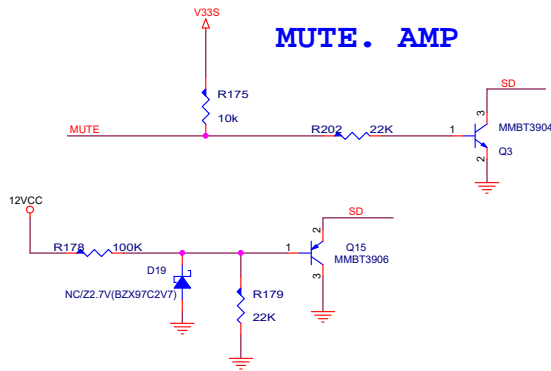 V33S
MUTE. AMP
R175
10k
SD
MUTE
R202
22K
1
3
2
MMBT3904
Q3
12VCC
SD
R178
100K
1
2
3
Q15
MMBT3906
D19
NC/Z2.7V(BZX97C2V7)
R179
22K